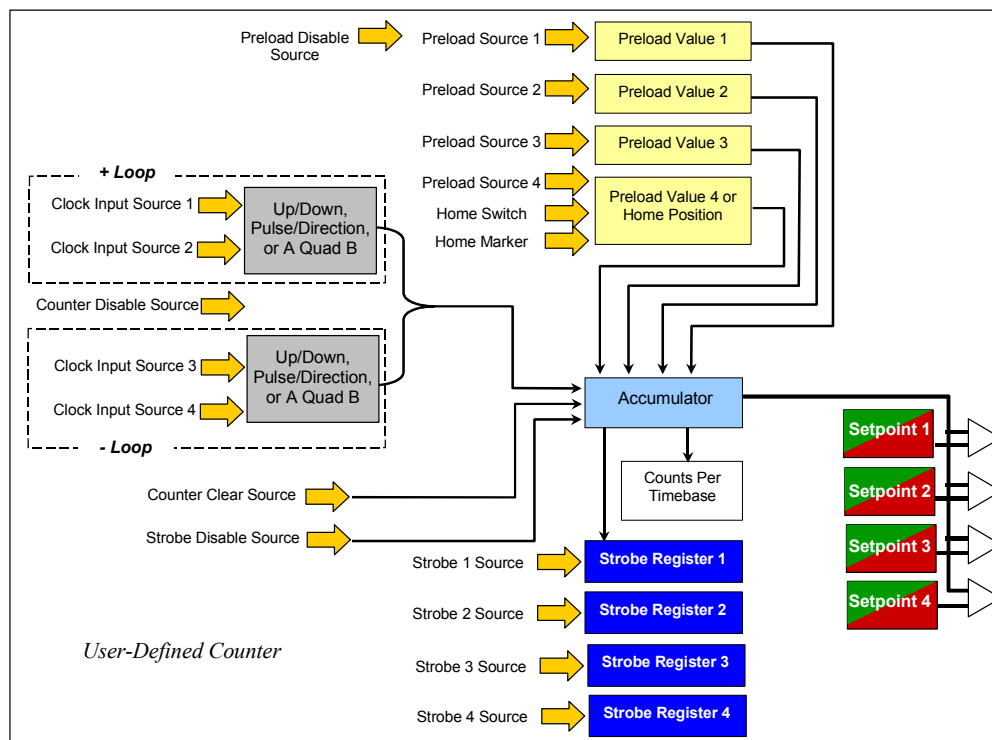 Preload Disable
Source
Preload Source 1
Preload Value 1
Preload Source 2
Preload Value 2
Preload Source 3
Preload Value 3
Preload Source 4
Home Switch
Home Marker
Preload Value 4 or
Home Position
+ Loop
Clock Input Source 1
Clock Input Source 2
Up/Down,
Pulse/Direction,
or A Quad B
Counter Disable Source
Clock Input Source 3
Clock Input Source 4
Up/Down,
Pulse/Direction,
or A Quad B
- Loop
Accumulator
Counts Per
Timebase
Setpoint 1
Setpoint 2
Setpoint 3
Setpoint 4
Counter Clear Source
Strobe Disable Source
Strobe 1 Source
Strobe Register 1
Strobe 2 Source
Strobe Register 2
Strobe 3 Source
Strobe Register 3
Strobe 4 Source
Strobe Register 4
User-Defined Counter